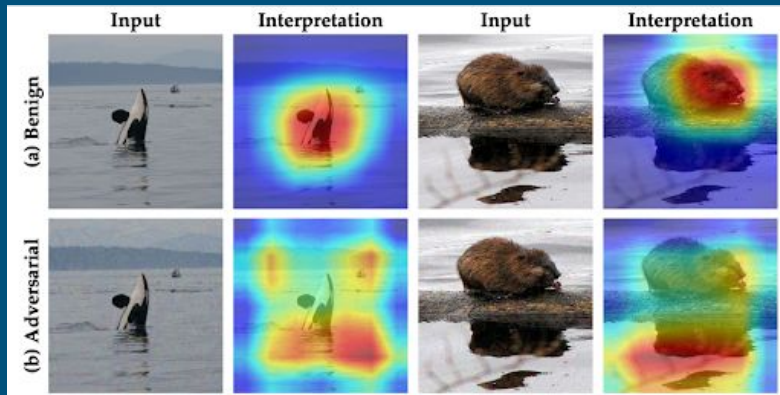 Input Interpretation Input Interpretation
(a) Benign
(b) Adversarial